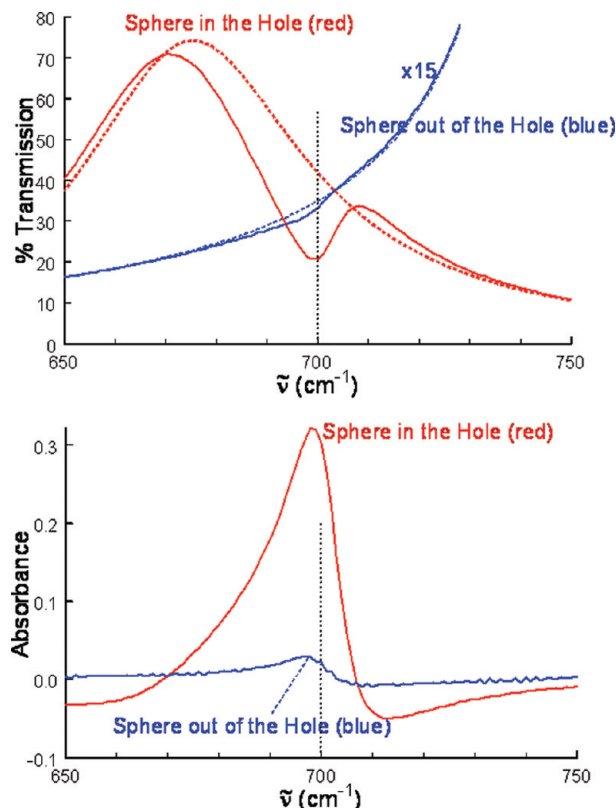 Sphere in the Hole (red)
x15
Sphere out of the Hole (blue)
% Transmission
80
70
60
50
40
30
20
10
0
650
700
750
ṽ (cm⁻¹)
Sphere in the Hole (red)
Absorbance
0.3
0.2
0.1
0.0
−0.1
Sphere out of the Hole (blue)
650
700
750
ṽ (cm⁻¹)